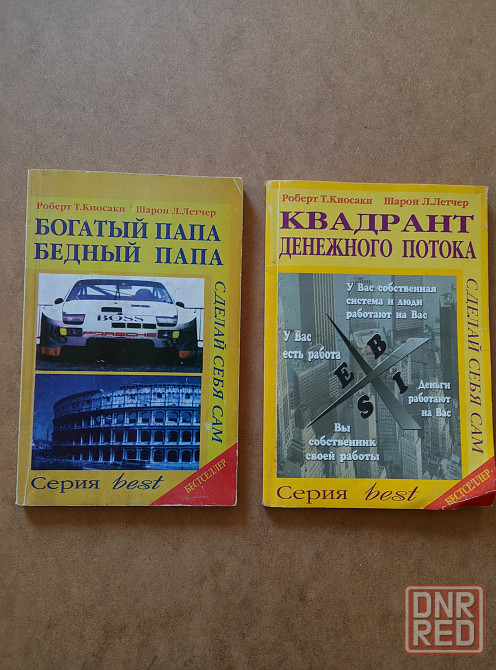 Роберт Т.Киосаки Шарон Л.Летчер
БОГАТЫЙ ПАПА
БЕДНЫЙ ПАПА
BOSS
PORSCHE
СДЕЛАЙ СЕБЯ САМ
Серия best
БЕСТСЕЛЛЕР
Роберт Т.Киосаки Шарон Л.Летчер
КВАДРАНТ
ДЕНЕЖНОГО ПОТОКА
У Вас собственная
система и люди
работают на Вас
У Вас
есть работа
E B
S I
Деньги
работают
на Вас
Вы
собственник
своей работы
СДЕЛАЙ СЕБЯ САМ
Серия best
БЕСТСЕЛЛЕР
DNR
RED